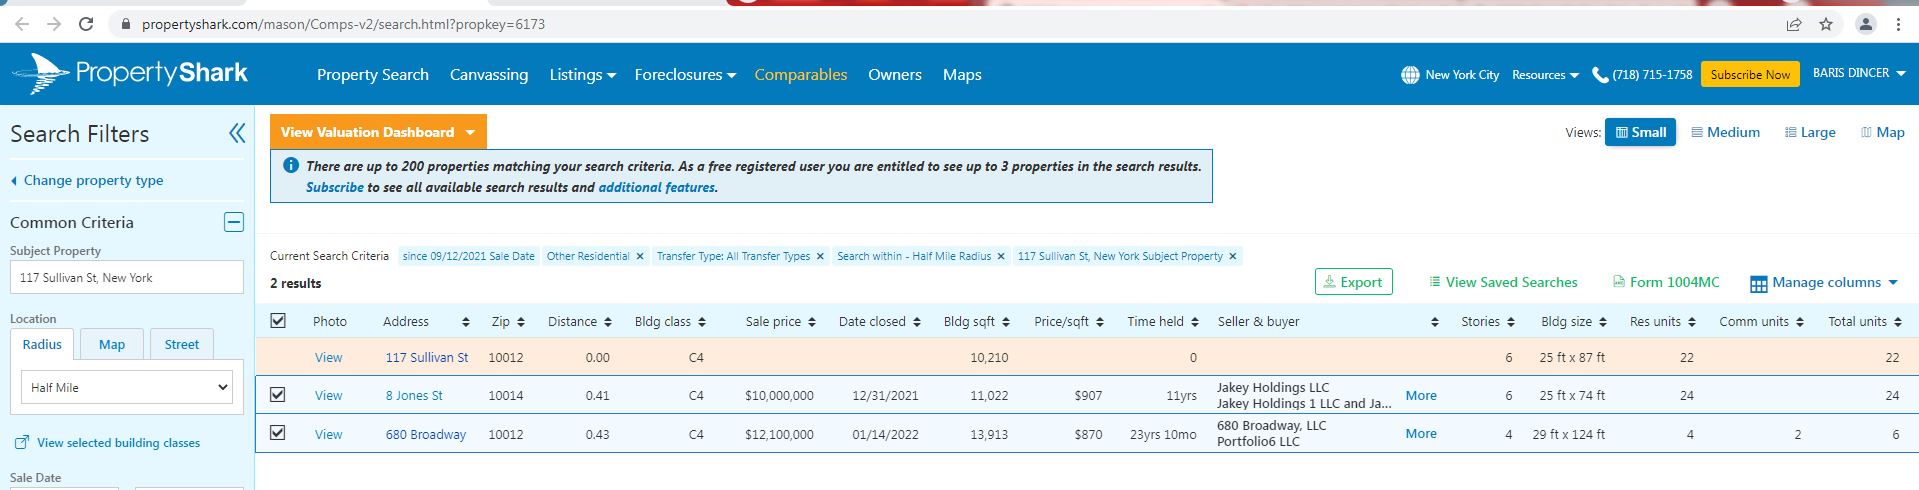 propertyshark.com/mason/Comps-v2/search.html?propkey=6173
PropertyShark Property Search Canvassing Listings Foreclosures Comparables Owners Maps New York City Resources (718) 715-1758 Subscribe Now BARIS DINCER
Search Filters
Change property type
Common Criteria
Subject Property
117 Sullivan St, New York
Location
Radius Map Street
Half Mile
View selected building classes
Sale Date
View Valuation Dashboard Views: Small Medium Large Map
There are up to 200 properties matching your search criteria. As a free registered user you are entitled to see up to 3 properties in the search results.
Subscribe to see all available search results and additional features.
Current Search Criteria since 09/12/2021 Sale Date Other Residential × Transfer Type: All Transfer Types × Search within - Half Mile Radius × 117 Sullivan St, New York Subject Property ×
2 results Export View Saved Searches Form 1004MC Manage columns
Photo Address Zip Distance Bldg class Sale price Date closed Bldg sqft Price/sqft Time held Seller & buyer Stories Bldg size Res units Comm units Total units
View 117 Sullivan St 10012 0.00 C4 10,210 0 6 25 ft x 87 ft 22 22
View 8 Jones St 10014 0.41 C4 $10,000,000 12/31/2021 11,022 $907 11yrs Jakey Holdings LLC More 6 25 ft x 74 ft 24 24
Jakey Holdings 1 LLC and Ja...
View 680 Broadway 10012 0.43 C4 $12,100,000 01/14/2022 13,913 $870 23yrs 10mo 680 Broadway, LLC More 4 29 ft x 124 ft 4 2 6
Portfolio6 LLC